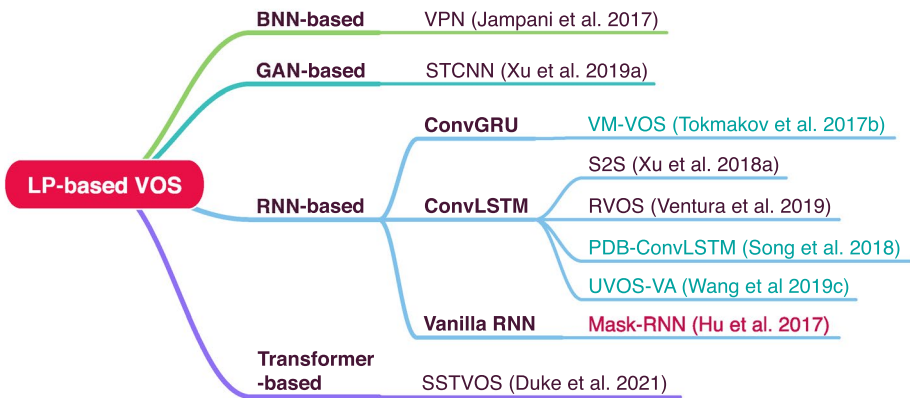 BNN-based
VPN (Jampani et al. 2017)
GAN-based
STCNN (Xu et al. 2019a)
LP-based VOS
RNN-based
ConvGRU
VM-VOS (Tokmakov et al. 2017b)
ConvLSTM
S2S (Xu et al. 2018a)
RVOS (Ventura et al. 2019)
PDB-ConvLSTM (Song et al. 2018)
UVOS-VA (Wang et al 2019c)
Vanilla RNN
Mask-RNN (Hu et al. 2017)
Transformer
-based
SSTVOS (Duke et al. 2021)